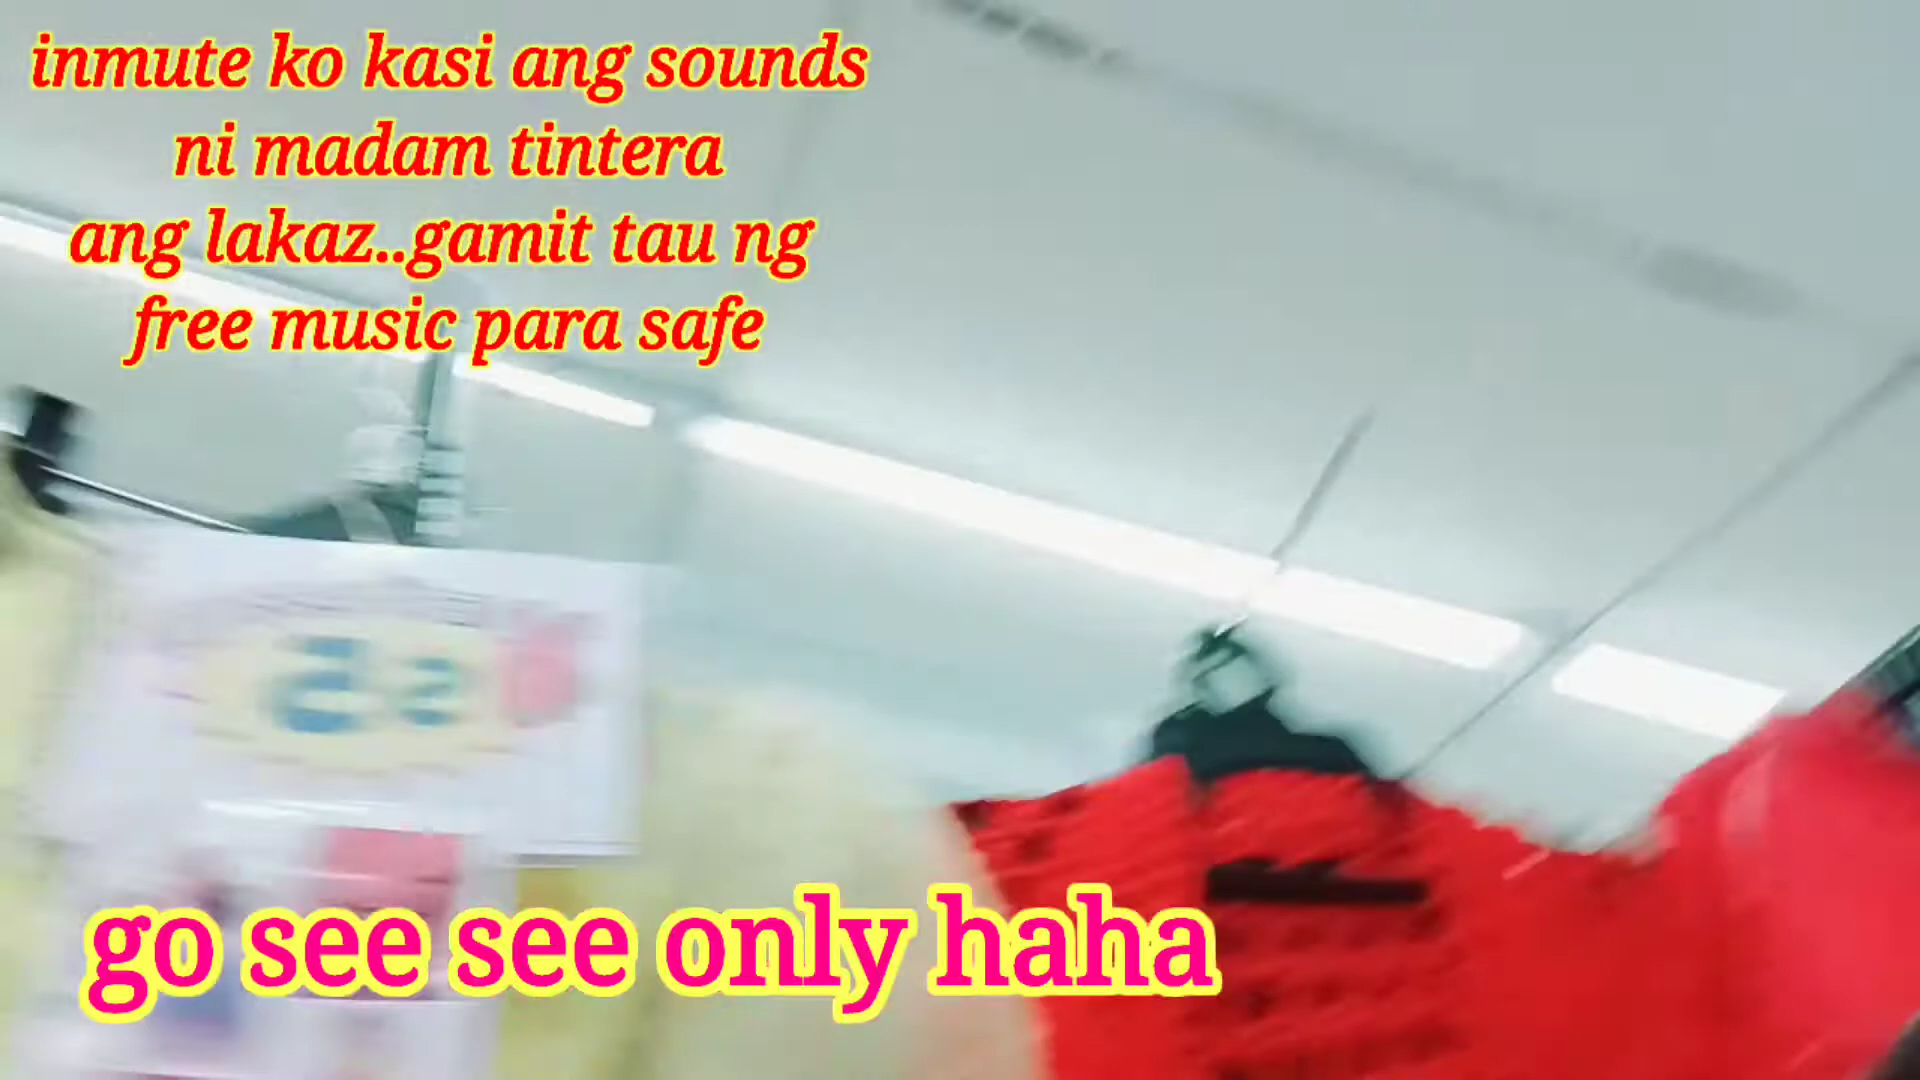 inmute ko kasi ang sounds
ni madam tintera
ang lakaz..gamit tau ng
free music para safe
go see see only haha